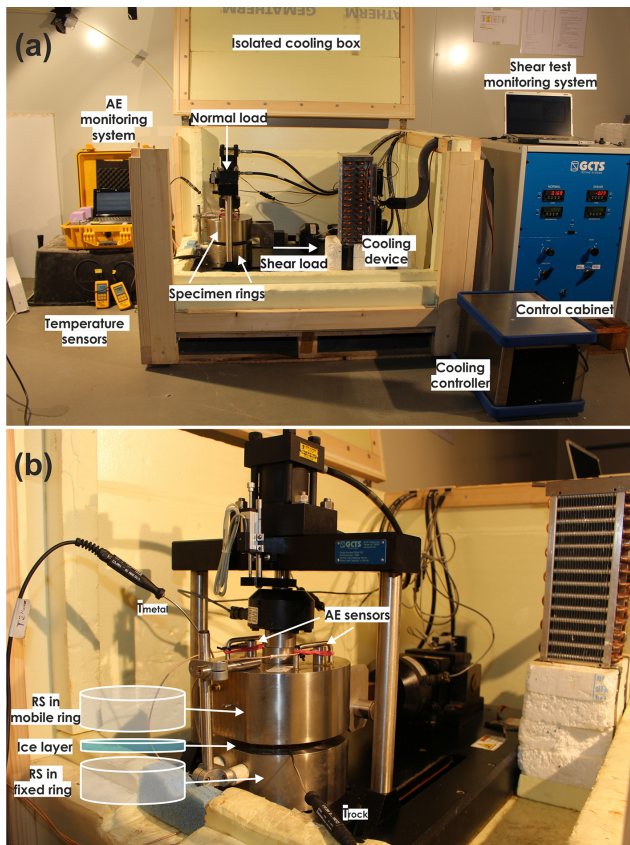 (a)
GEMATHERM
ATHERM
Isolated cooling box
Shear test
monitoring system
AE
monitoring
system
Normal load
GCTS
Cooling
device
Shear load
Specimen rings
Temperature
sensors
Control cabinet
Cooling
controller
(b)
GCTS
Tmetal
AE sensors
RS in
mobile ring
Ice layer
RS in
fixed ring
Trock